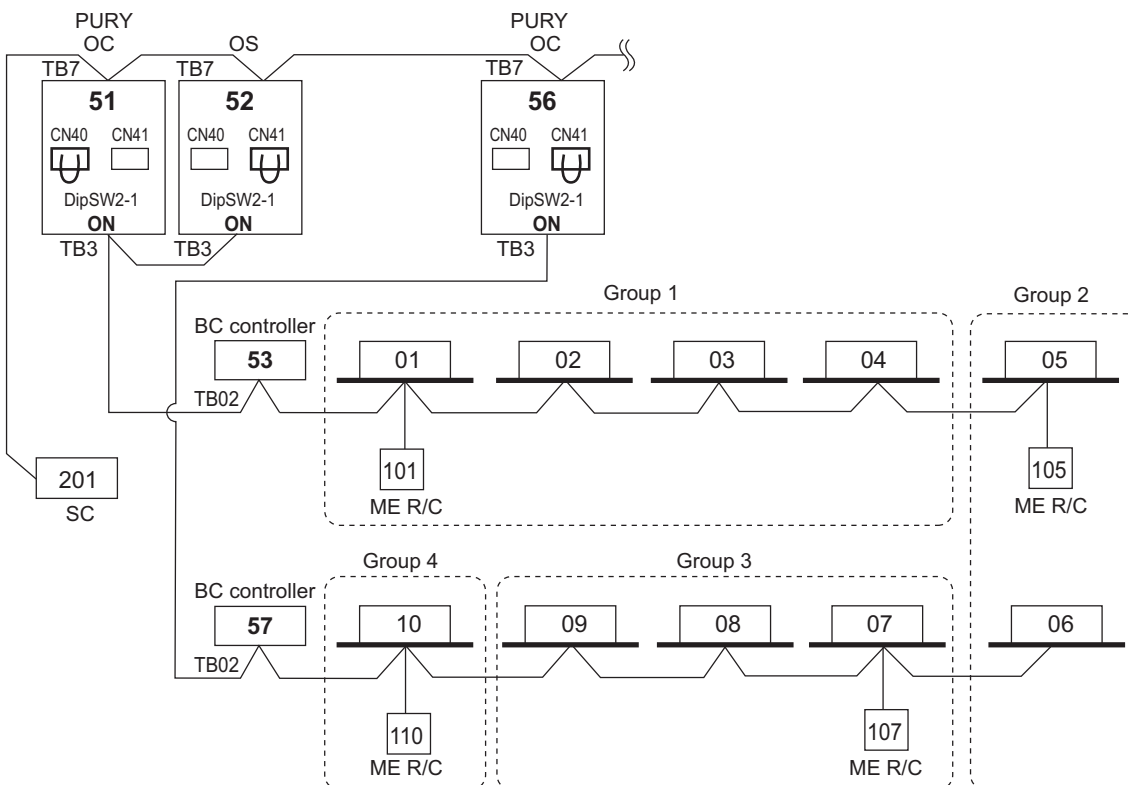 PURY
OC
OS
PURY
OC
TB7
TB7
TB7
51
52
56
CN40 CN41
CN40 CN41
CN40 CN41
DipSW2-1
DipSW2-1
DipSW2-1
ON
ON
ON
TB3
TB3
TB3
Group 1
Group 2
BC controller
53
01
02
03
04
05
TB02
201
SC
101
ME R/C
105
ME R/C
Group 4
Group 3
BC controller
57
10
09
08
07
06
TB02
110
ME R/C
107
ME R/C